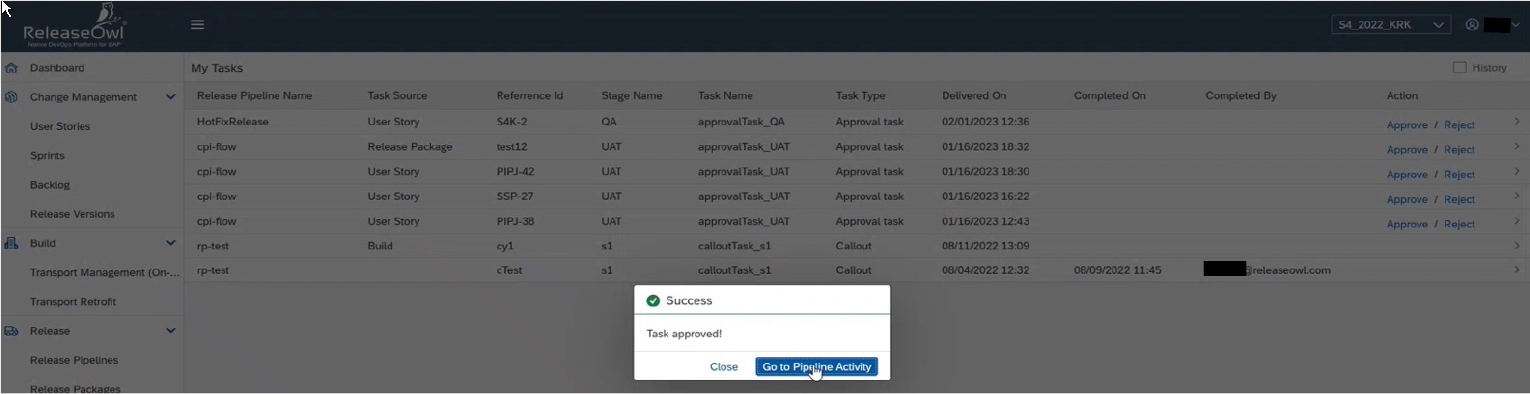 ReleaseOwl
Native DevOps Platform for SAP
S4_2022_KRK
Dashboard
Change Management
User Stories
Sprints
Backlog
Release Versions
Build
Transport Management (On-...
Transport Retrofit
Release
Release Pipelines
Release Packages
My Tasks History
Release Pipeline Name Task Source Referrence Id Stage Name Task Name Task Type Delivered On Completed On Completed By Action
HotFixRelease User Story S4K-2 QA approvalTask_QA Approval task 02/01/2023 12:36 Approve / Reject
cpi-flow Release Package test12 UAT approvalTask_UAT Approval task 01/16/2023 18:32 Approve / Reject
cpi-flow User Story PIPJ-42 UAT approvalTask_UAT Approval task 01/16/2023 18:30 Approve / Reject
cpi-flow User Story SSP-27 UAT approvalTask_UAT Approval task 01/16/2023 16:22 Approve / Reject
cpi-flow User Story PIPJ-38 UAT approvalTask_UAT Approval task 01/16/2023 12:43 Approve / Reject
rp-test Build cy1 s1 calloutTask_s1 Callout 08/11/2022 13:09
rp-test cTest s1 calloutTask_s1 Callout 08/04/2022 12:32 08/09/2022 11:45 @releaseowl.com
Success
Task approved!
Close Go to Pipeline Activity